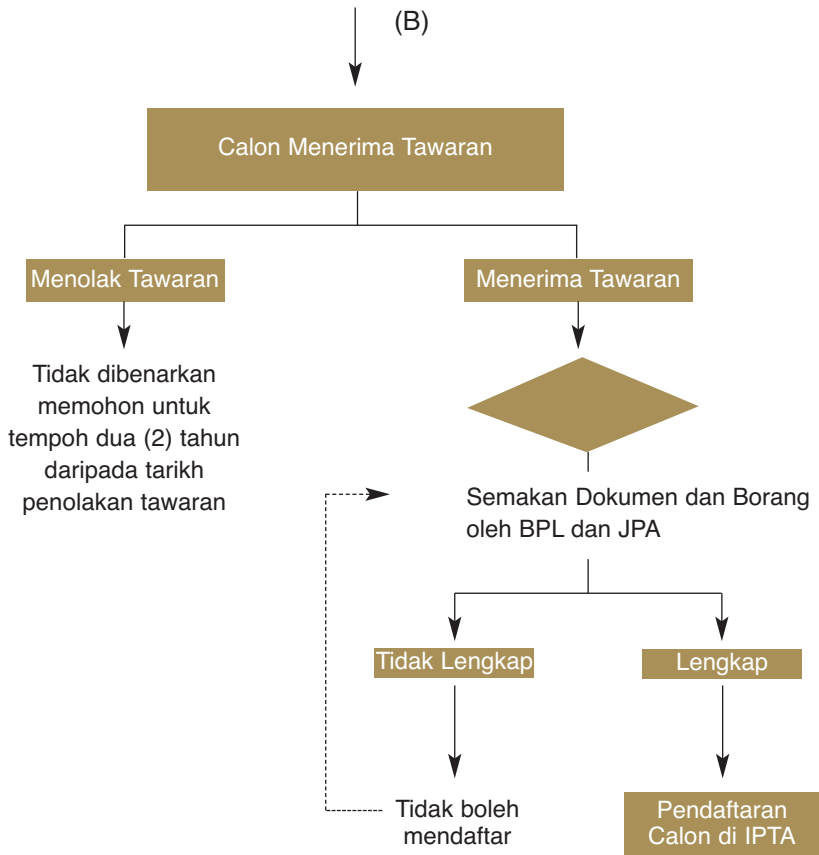 (B)
Calon Menerima Tawaran
Menolak Tawaran
Menerima Tawaran
Tidak dibenarkan
memohon untuk
tempoh dua (2) tahun
daripada tarikh
penolakan tawaran
Semakan Dokumen dan Borang
oleh BPL dan JPA
Tidak Lengkap
Lengkap
Tidak boleh
mendaftar
Pendaftaran
Calon di IPTA